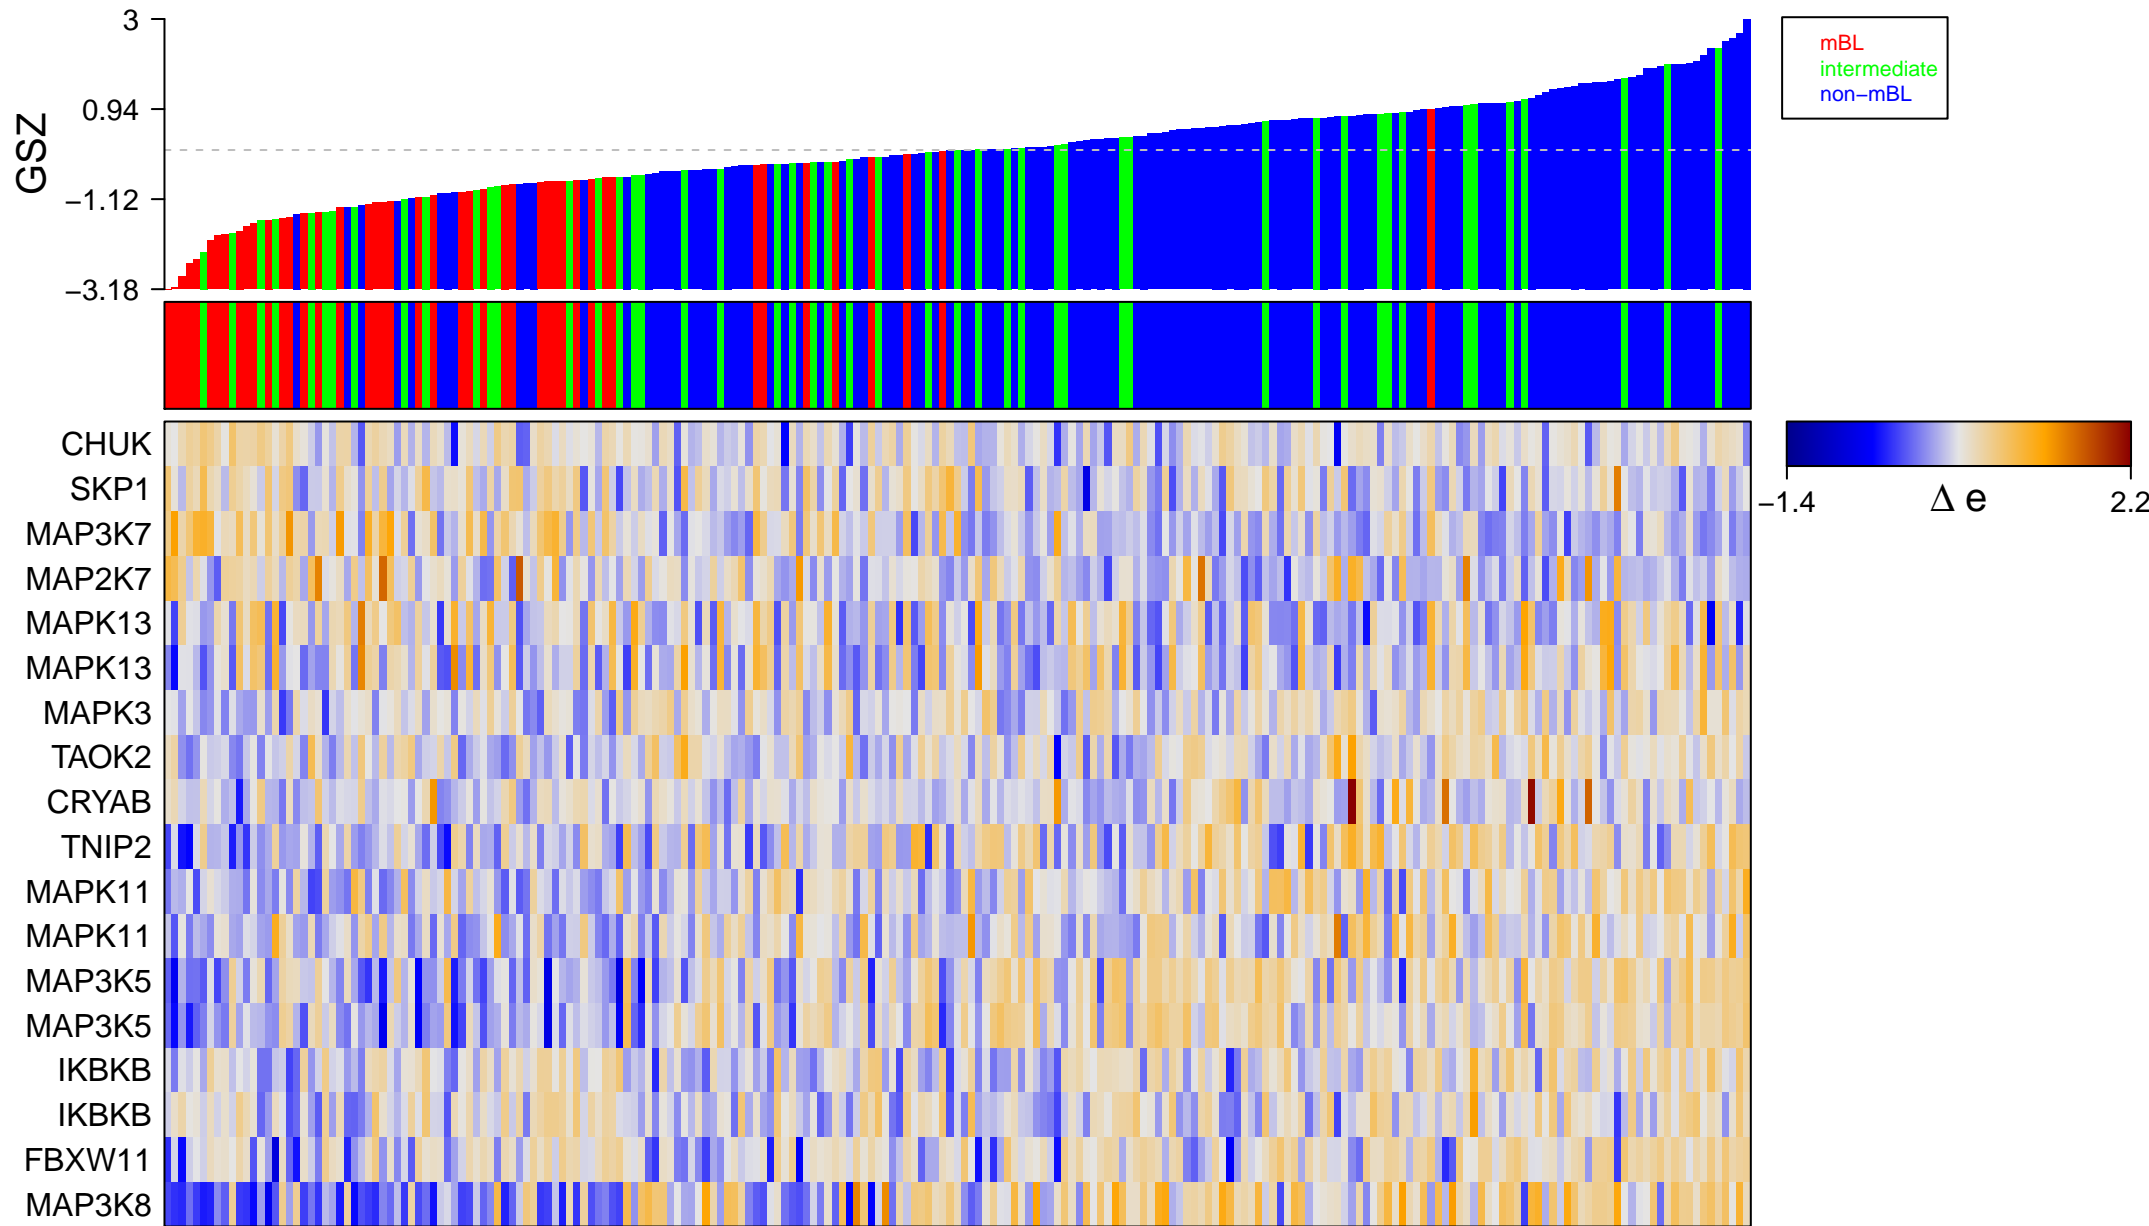 3
0.94
−1.12
−3.18
GSZ
mBL
intermediate
non−mBL
CHUK
SKP1
MAP3K7
MAP2K7
MAPK13
MAPK13
MAPK3
TAOK2
CRYAB
TNIP2
MAPK11
MAPK11
MAP3K5
MAP3K5
IKBKB
IKBKB
FBXW11
MAP3K8
−1.4 Δ e 2.2